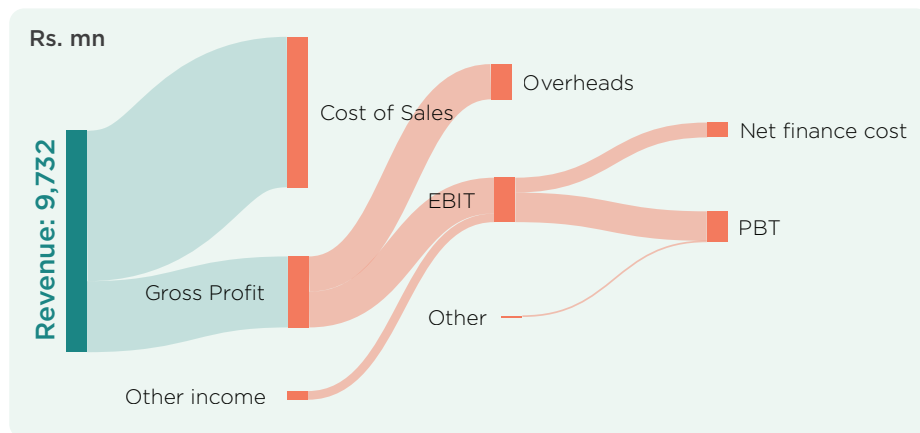 Rs. mn
Overheads
Cost of Sales
Net finance cost
Revenue: 9,732
EBIT
PBT
Gross Profit
Other
Other income